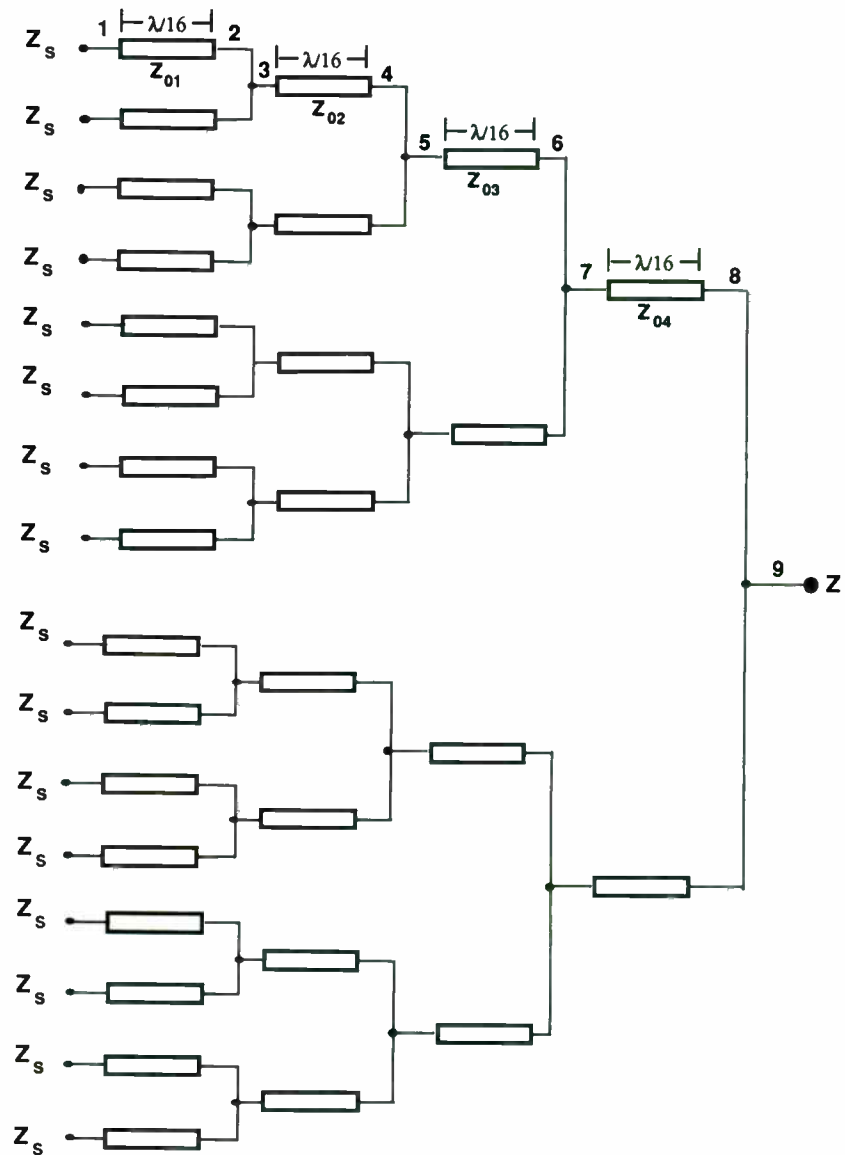 1 |— λ/16 —| 2
Z_S
Z_01
3 |— λ/16 —| 4
Z_02
Z_S
5 |— λ/16 —| 6
Z_03
Z_S
Z_S
7 |— λ/16 —| 8
Z_04
Z_S
Z_S
Z_S
Z_S
9 Z
Z_S
Z_S
Z_S
Z_S
Z_S
Z_S
Z_S
Z_S